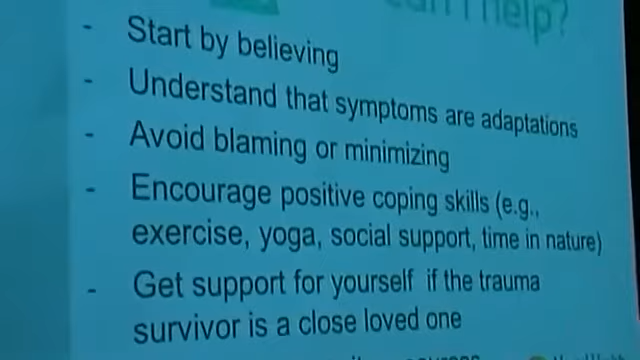 I help?
- Start by believing
- Understand that symptoms are adaptations
- Avoid blaming or minimizing
- Encourage positive coping skills (e.g.,
exercise, yoga, social support, time in nature)
- Get support for yourself if the trauma
survivor is a close loved one